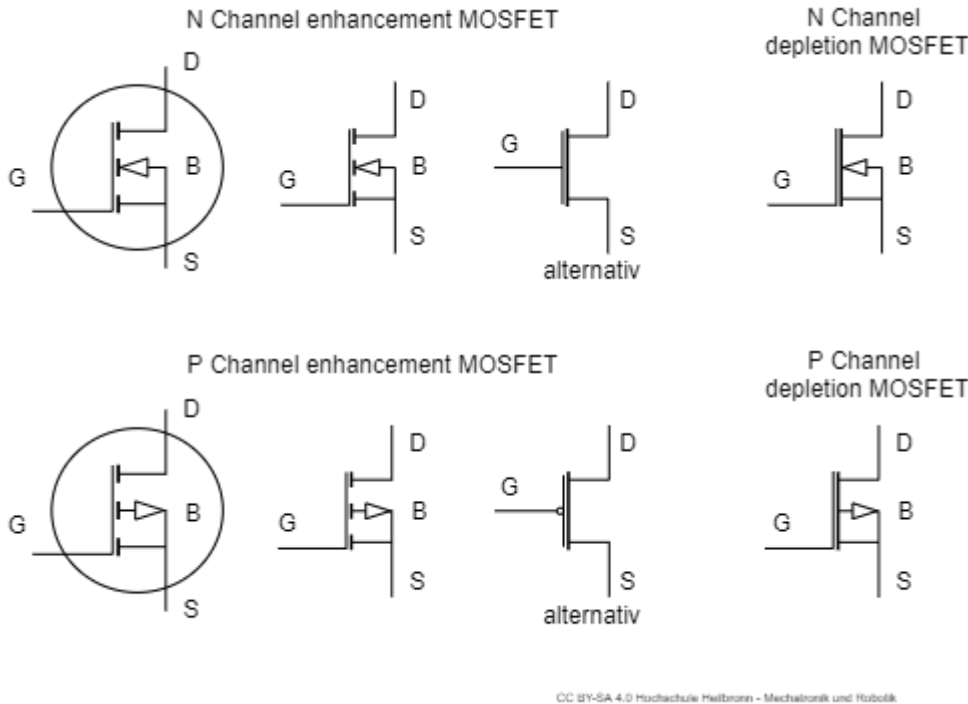 N Channel enhancement MOSFET
N Channel
depletion MOSFET
D
G
B
S
D
G
B
S
D
G
S
alternativ
D
G
B
S
P Channel enhancement MOSFET
P Channel
depletion MOSFET
D
G
B
S
D
G
B
S
D
G
S
alternativ
D
G
B
S
CC BY-SA 4.0 Hochschule Heilbronn - Mechatronik und Robotik